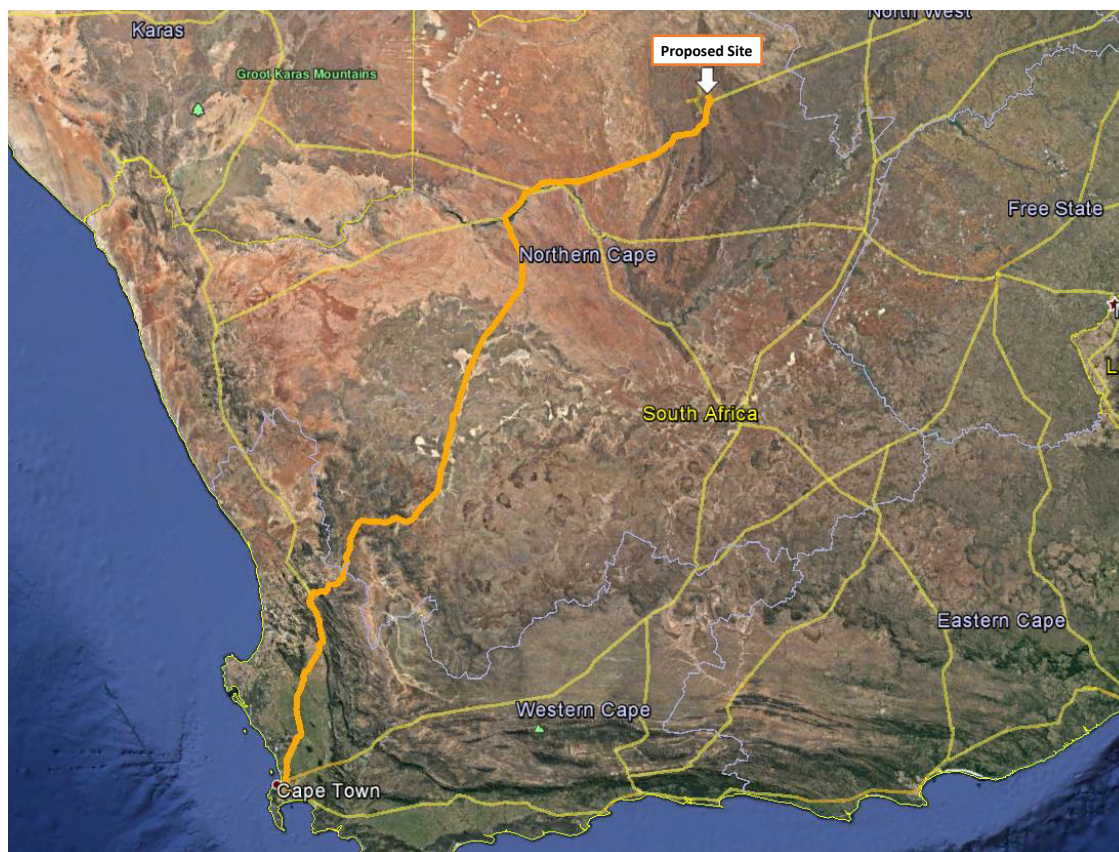 Karas
North West
Proposed Site
Groot Karas Mountains
Free State
Northern Cape
South Africa
Eastern Cape
Western Cape
Cape Town